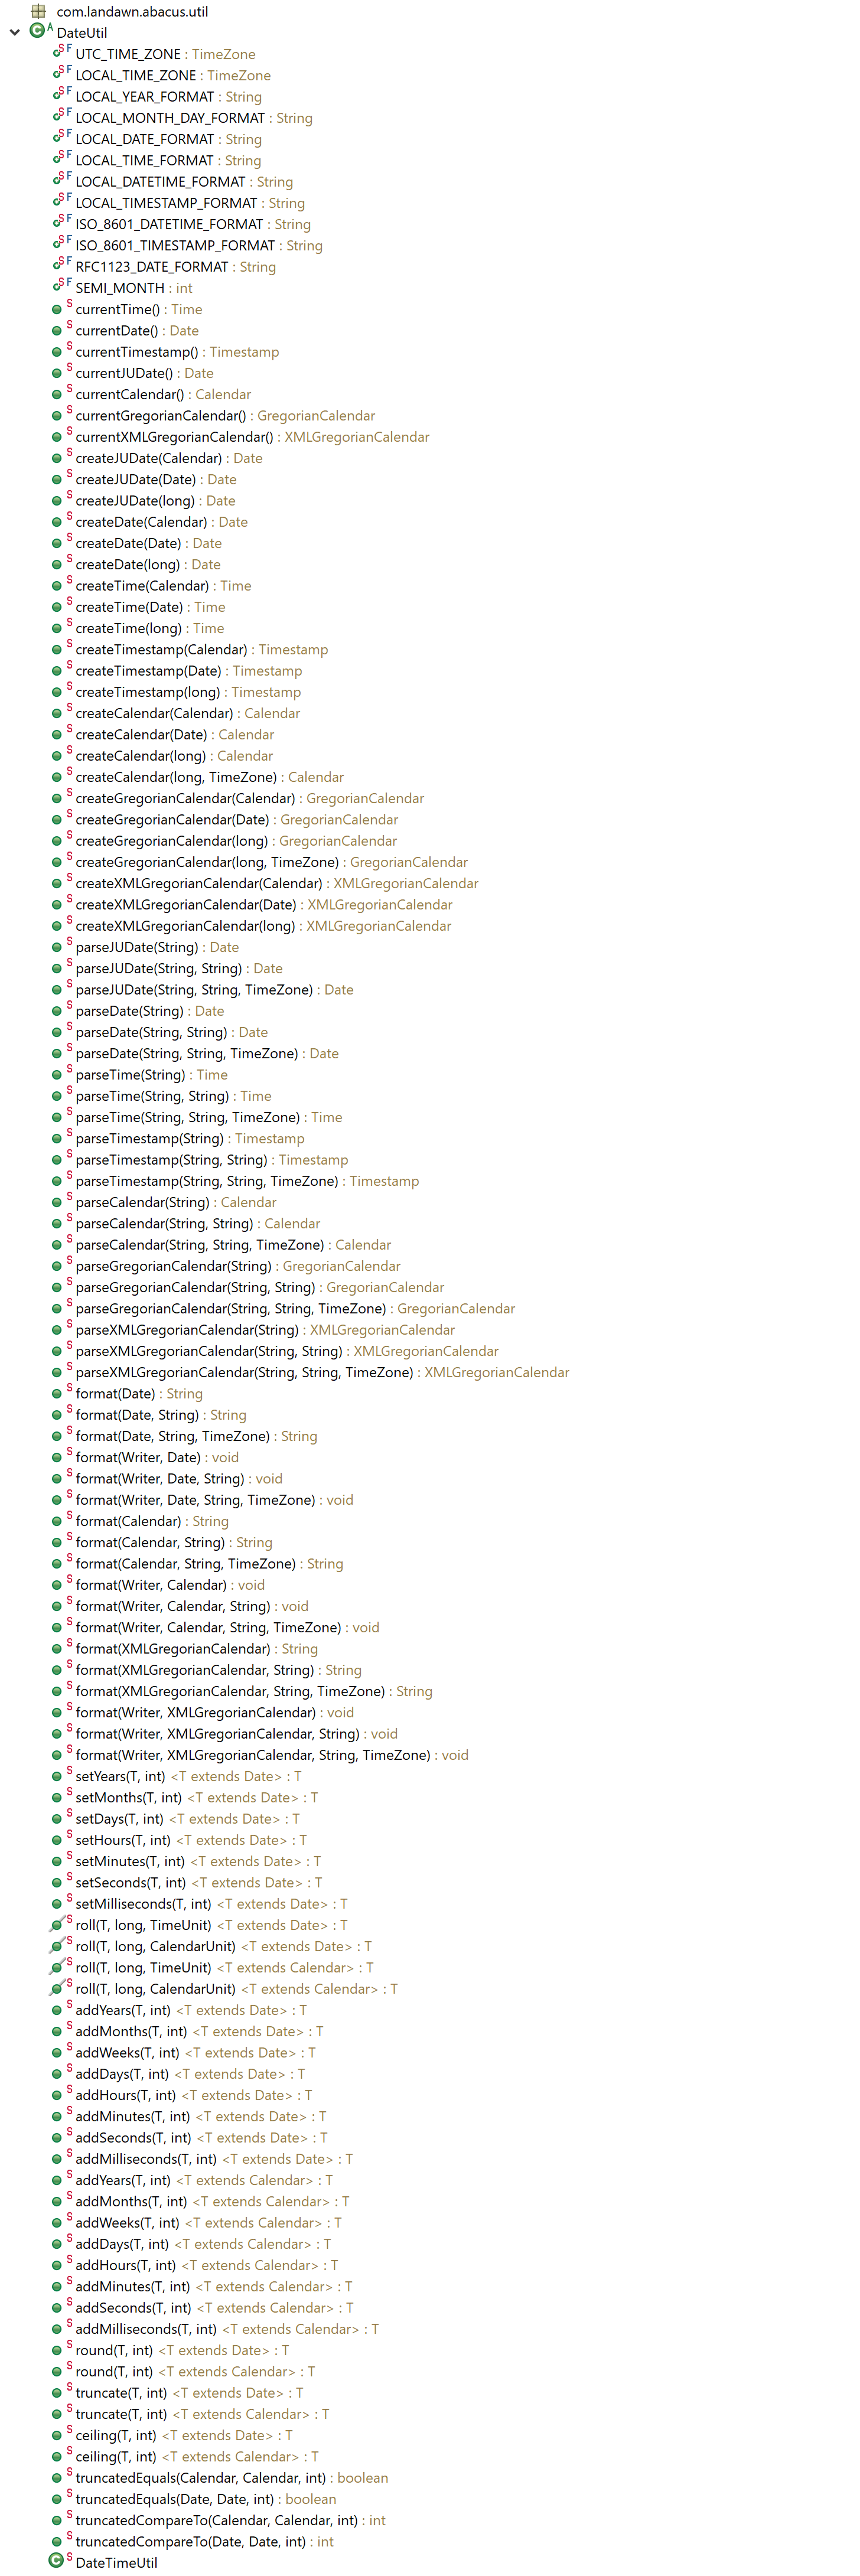 com.landawn.abacus.util
DateUtil
UTC_TIME_ZONE : TimeZone
LOCAL_TIME_ZONE : TimeZone
LOCAL_YEAR_FORMAT : String
LOCAL_MONTH_DAY_FORMAT : String
LOCAL_DATE_FORMAT : String
LOCAL_TIME_FORMAT : String
LOCAL_DATETIME_FORMAT : String
LOCAL_TIMESTAMP_FORMAT : String
ISO_8601_DATETIME_FORMAT : String
ISO_8601_TIMESTAMP_FORMAT : String
RFC1123_DATE_FORMAT : String
SEMI_MONTH : int
currentTime() : Time
currentDate() : Date
currentTimestamp() : Timestamp
currentJUDate() : Date
currentCalendar() : Calendar
currentGregorianCalendar() : GregorianCalendar
currentXMLGregorianCalendar() : XMLGregorianCalendar
createJUDate(Calendar) : Date
createJUDate(Date) : Date
createJUDate(long) : Date
createDate(Calendar) : Date
createDate(Date) : Date
createDate(long) : Date
createTime(Calendar) : Time
createTime(Date) : Time
createTime(long) : Time
createTimestamp(Calendar) : Timestamp
createTimestamp(Date) : Timestamp
createTimestamp(long) : Timestamp
createCalendar(Calendar) : Calendar
createCalendar(Date) : Calendar
createCalendar(long) : Calendar
createCalendar(long, TimeZone) : Calendar
createGregorianCalendar(Calendar) : GregorianCalendar
createGregorianCalendar(Date) : GregorianCalendar
createGregorianCalendar(long) : GregorianCalendar
createGregorianCalendar(long, TimeZone) : GregorianCalendar
createXMLGregorianCalendar(Calendar) : XMLGregorianCalendar
createXMLGregorianCalendar(Date) : XMLGregorianCalendar
createXMLGregorianCalendar(long) : XMLGregorianCalendar
parseJUDate(String) : Date
parseJUDate(String, String) : Date
parseJUDate(String, String, TimeZone) : Date
parseDate(String) : Date
parseDate(String, String) : Date
parseDate(String, String, TimeZone) : Date
parseTime(String) : Time
parseTime(String, String) : Time
parseTime(String, String, TimeZone) : Time
parseTimestamp(String) : Timestamp
parseTimestamp(String, String) : Timestamp
parseTimestamp(String, String, TimeZone) : Timestamp
parseCalendar(String) : Calendar
parseCalendar(String, String) : Calendar
parseCalendar(String, String, TimeZone) : Calendar
parseGregorianCalendar(String) : GregorianCalendar
parseGregorianCalendar(String, String) : GregorianCalendar
parseGregorianCalendar(String, String, TimeZone) : GregorianCalendar
parseXMLGregorianCalendar(String) : XMLGregorianCalendar
parseXMLGregorianCalendar(String, String) : XMLGregorianCalendar
parseXMLGregorianCalendar(String, String, TimeZone) : XMLGregorianCalendar
format(Date) : String
format(Date, String) : String
format(Date, String, TimeZone) : String
format(Writer, Date) : void
format(Writer, Date, String) : void
format(Writer, Date, String, TimeZone) : void
format(Calendar) : String
format(Calendar, String) : String
format(Calendar, String, TimeZone) : String
format(Writer, Calendar) : void
format(Writer, Calendar, String) : void
format(Writer, Calendar, String, TimeZone) : void
format(XMLGregorianCalendar) : String
format(XMLGregorianCalendar, String) : String
format(XMLGregorianCalendar, String, TimeZone) : String
format(Writer, XMLGregorianCalendar) : void
format(Writer, XMLGregorianCalendar, String) : void
format(Writer, XMLGregorianCalendar, String, TimeZone) : void
setYears(T, int) <T extends Date> : T
setMonths(T, int) <T extends Date> : T
setDays(T, int) <T extends Date> : T
setHours(T, int) <T extends Date> : T
setMinutes(T, int) <T extends Date> : T
setSeconds(T, int) <T extends Date> : T
setMilliseconds(T, int) <T extends Date> : T
roll(T, long, TimeUnit) <T extends Date> : T
roll(T, long, CalendarUnit) <T extends Date> : T
roll(T, long, TimeUnit) <T extends Calendar> : T
roll(T, long, CalendarUnit) <T extends Calendar> : T
addYears(T, int) <T extends Date> : T
addMonths(T, int) <T extends Date> : T
addWeeks(T, int) <T extends Date> : T
addDays(T, int) <T extends Date> : T
addHours(T, int) <T extends Date> : T
addMinutes(T, int) <T extends Date> : T
addSeconds(T, int) <T extends Date> : T
addMilliseconds(T, int) <T extends Date> : T
addYears(T, int) <T extends Calendar> : T
addMonths(T, int) <T extends Calendar> : T
addWeeks(T, int) <T extends Calendar> : T
addDays(T, int) <T extends Calendar> : T
addHours(T, int) <T extends Calendar> : T
addMinutes(T, int) <T extends Calendar> : T
addSeconds(T, int) <T extends Calendar> : T
addMilliseconds(T, int) <T extends Calendar> : T
round(T, int) <T extends Date> : T
round(T, int) <T extends Calendar> : T
truncate(T, int) <T extends Date> : T
truncate(T, int) <T extends Calendar> : T
ceiling(T, int) <T extends Date> : T
ceiling(T, int) <T extends Calendar> : T
truncatedEquals(Calendar, Calendar, int) : boolean
truncatedEquals(Date, Date, int) : boolean
truncatedCompareTo(Calendar, Calendar, int) : int
truncatedCompareTo(Date, Date, int) : int
DateTimeUtil